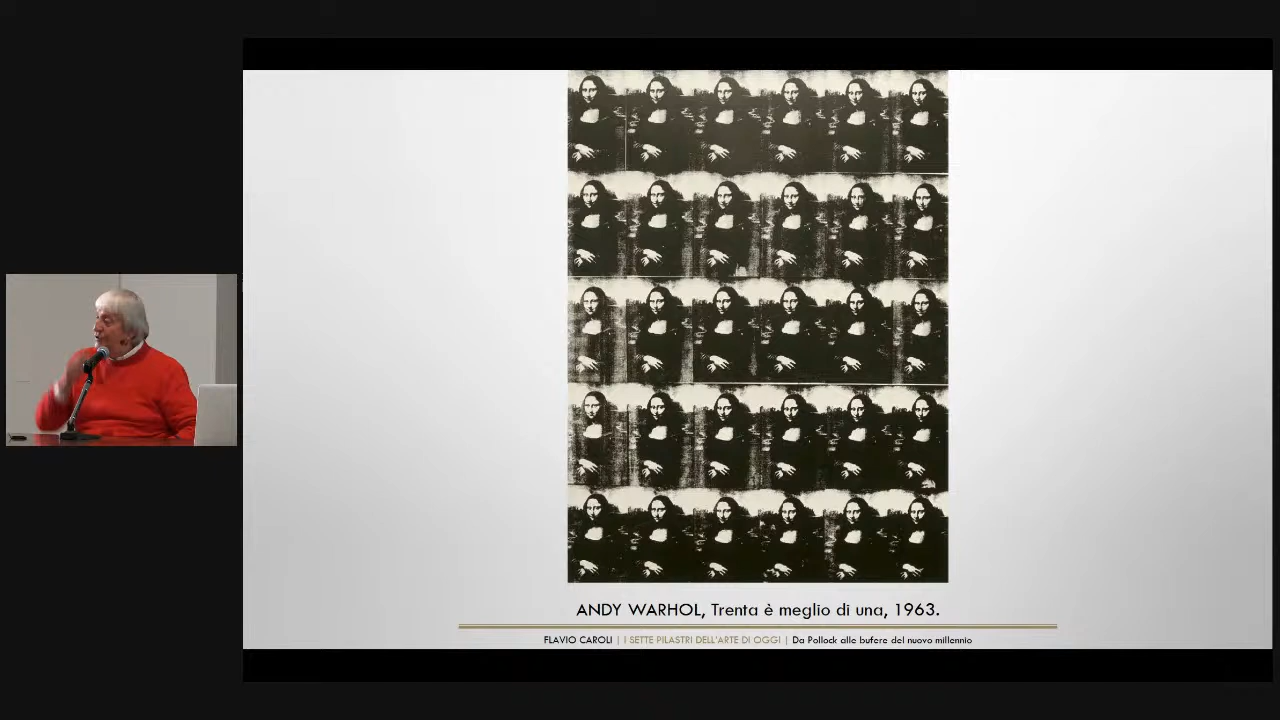 ANDY WARHOL, Trenta è meglio di una, 1963.
FLAVIO CAROLI | I SETTE PILASTRI DELL'ARTE DI OGGI | Da Pollock alle bufere del nuovo millennio